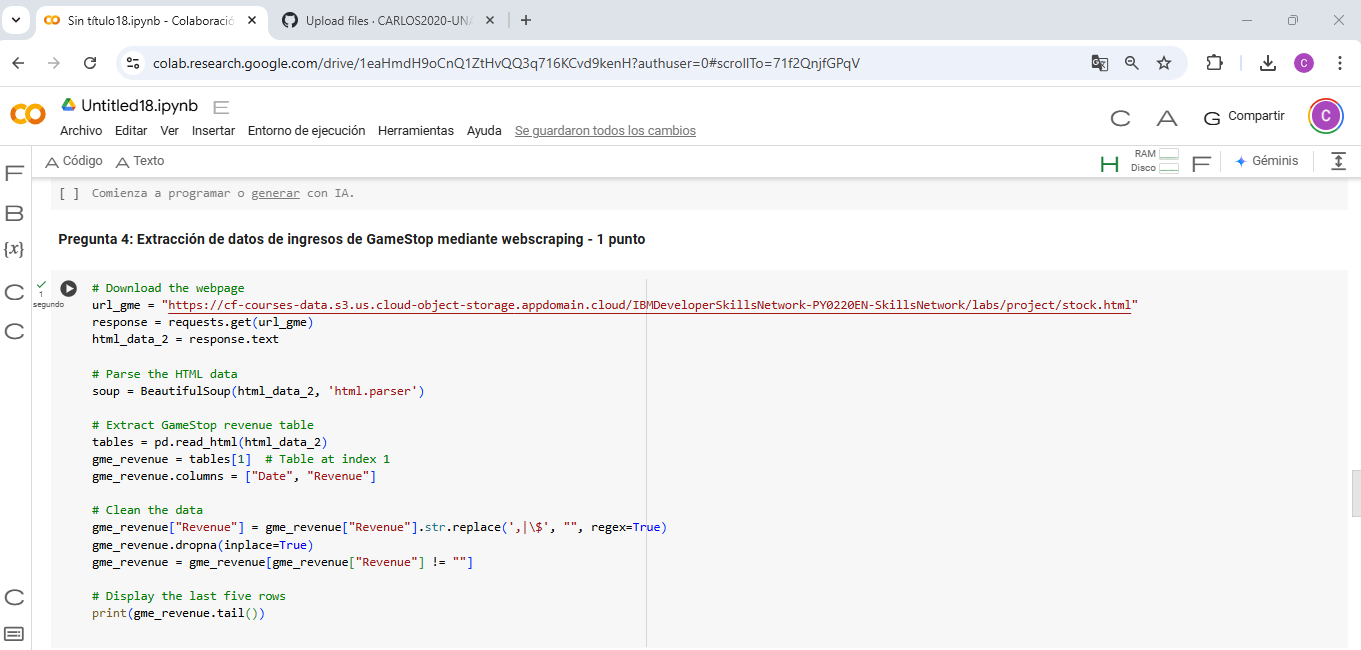 Sin título18.ipynb - Colaboració
Upload files · CARLOS2020-UNA
colab.research.google.com/drive/1eaHmdH9oCnQ1ZtHvQQ3q716KCvd9kenH?authuser=0#scrollTo=71f2QnjfGPqV
C
CO
Untitled18.ipynb
Archivo Editar Ver Insertar Entorno de ejecución Herramientas Ayuda Se guardaron todos los cambios
C A G Compartir C
A Código A Texto
H RAM Disco F Géminis
F
B
{x}
C
C
C
[ ] Comienza a programar o generar con IA.
Pregunta 4: Extracción de datos de ingresos de GameStop mediante webscraping - 1 punto
1
segundo
# Download the webpage
url_gme = "https://cf-courses-data.s3.us.cloud-object-storage.appdomain.cloud/IBMDeveloperSkillsNetwork-PY0220EN-SkillsNetwork/labs/project/stock.html"
response = requests.get(url_gme)
html_data_2 = response.text
# Parse the HTML data
soup = BeautifulSoup(html_data_2, 'html.parser')
# Extract GameStop revenue table
tables = pd.read_html(html_data_2)
gme_revenue = tables[1]  # Table at index 1
gme_revenue.columns = ["Date", "Revenue"]
# Clean the data
gme_revenue["Revenue"] = gme_revenue["Revenue"].str.replace(',|\$', "", regex=True)
gme_revenue.dropna(inplace=True)
gme_revenue = gme_revenue[gme_revenue["Revenue"] != ""]
# Display the last five rows
print(gme_revenue.tail())